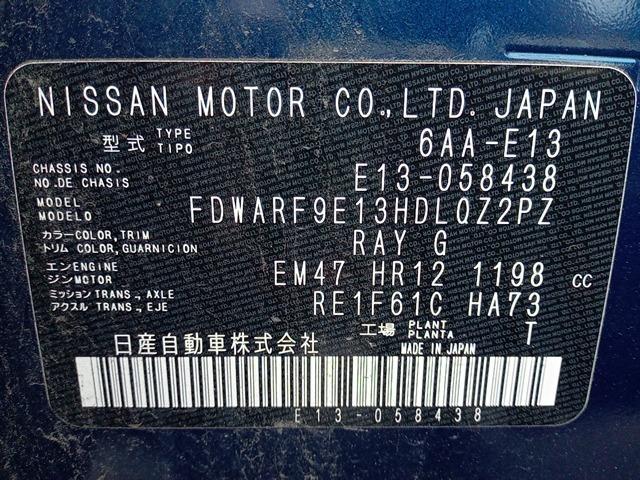 NISSAN MOTOR CO.,LTD. JAPAN
型式 TYPE TIPO 6AA-E13
CHASSIS NO. NO. DE CHASSIS E13-058438
MODEL MODELO FDWARF9E13HDLQZ2PZ
カラー COLOR, TRIM トリム COLOR, GUARNICION RAY G
エンジン ENGINE MOTOR EM47 HR12 1198 CC
ミッション TRANS., AXLE アクスル TRANS., EJE RE1F61C HA73
工場 PLANT PLANTA T
日産自動車株式会社 MADE IN JAPAN
E13-058438